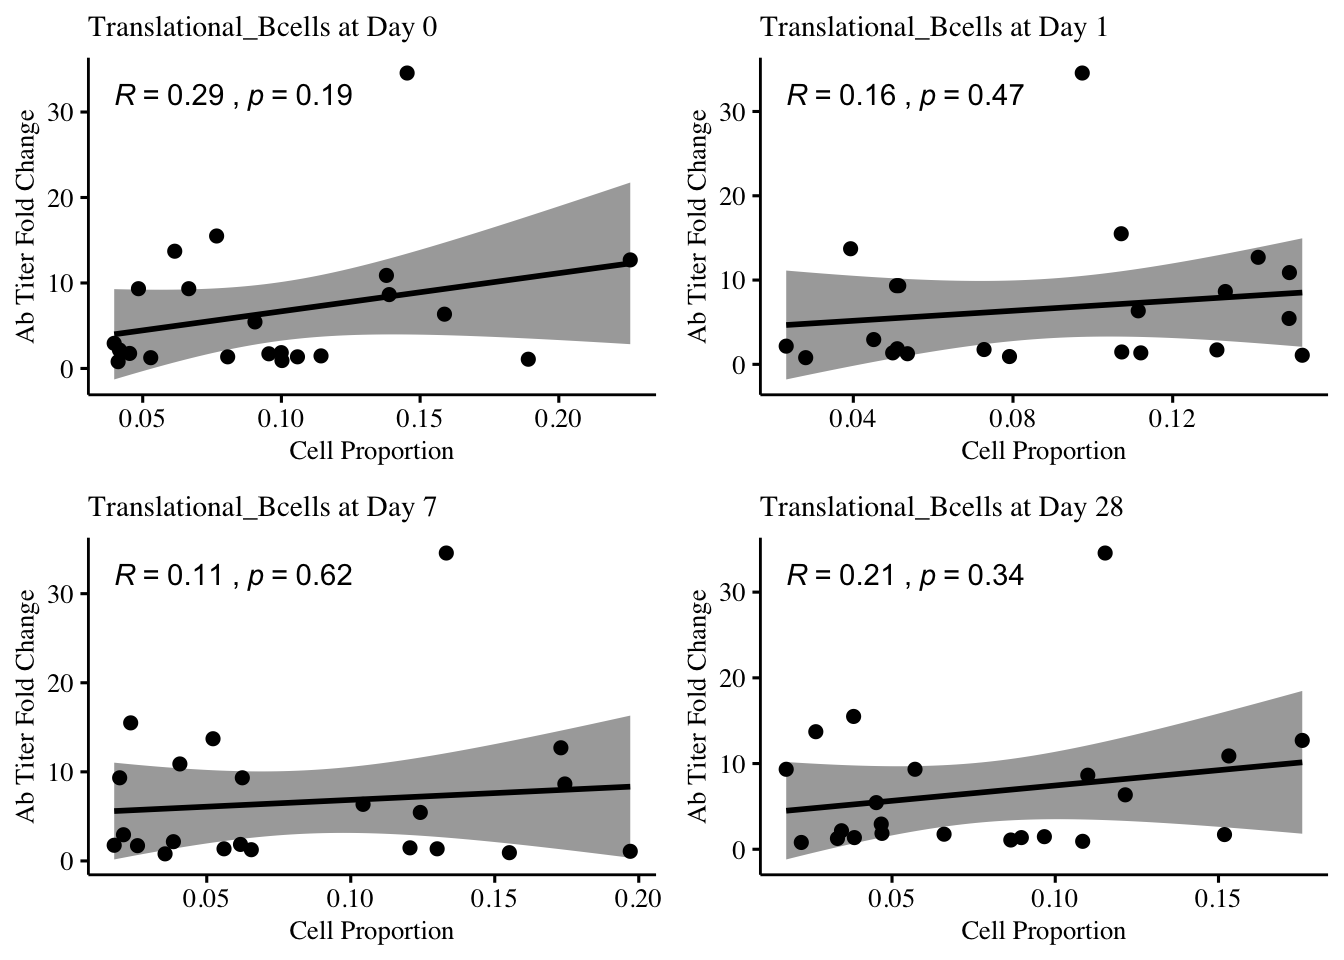 Translational_Bcells at Day 0
R = 0.29 , p = 0.19
Ab Titer Fold Change
30
20
10
0
0.05 0.10 0.15 0.20
Cell Proportion
Translational_Bcells at Day 1
R = 0.16 , p = 0.47
Ab Titer Fold Change
30
20
10
0
0.04 0.08 0.12
Cell Proportion
Translational_Bcells at Day 7
R = 0.11 , p = 0.62
Ab Titer Fold Change
30
20
10
0
0.05 0.10 0.15 0.20
Cell Proportion
Translational_Bcells at Day 28
R = 0.21 , p = 0.34
Ab Titer Fold Change
30
20
10
0
0.05 0.10 0.15
Cell Proportion